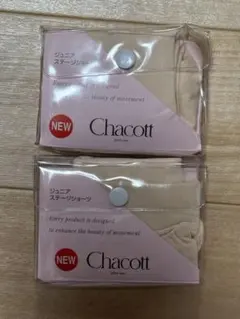 ジュニア
ステージショーツ
Every product is designed
to enhance the beauty of movement.
NEW
Chacott
ジュニア
ステージショーツ
Every product is designed
to enhance the beauty of movement.
NEW
Chacott